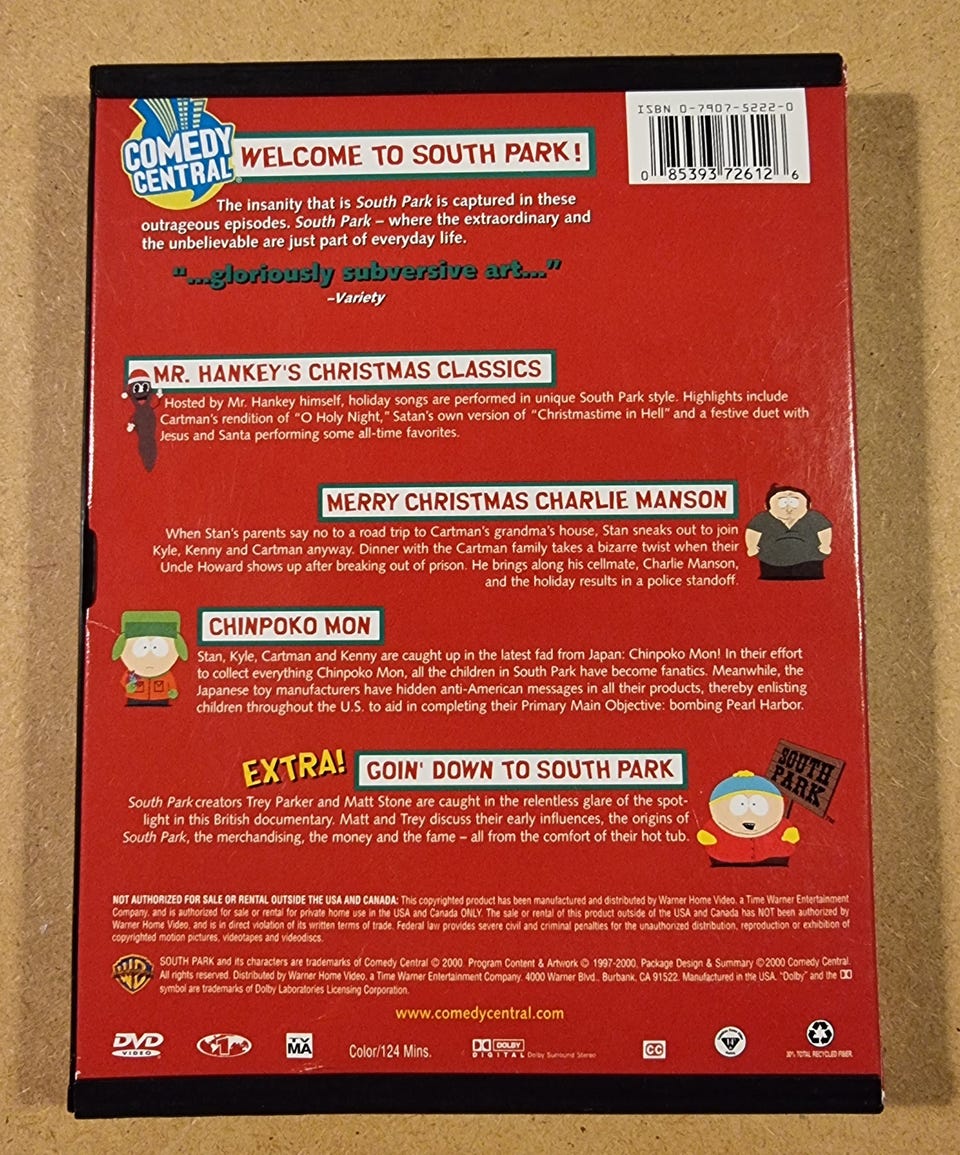 COMEDY
CENTRAL
WELCOME TO SOUTH PARK!
ISBN 0-7907-5222-0
0 85393 72612 6
The insanity that is South Park is captured in these
outrageous episodes. South Park – where the extraordinary and
the unbelievable are just part of everyday life.
"...gloriously subversive art..."
–Variety
MR. HANKEY'S CHRISTMAS CLASSICS
Hosted by Mr. Hankey himself, holiday songs are performed in unique South Park style. Highlights include
Cartman's rendition of "O Holy Night," Satan's own version of "Christmastime in Hell" and a festive duet with
Jesus and Santa performing some all-time favorites.
MERRY CHRISTMAS CHARLIE MANSON
When Stan's parents say no to a road trip to Cartman's grandma's house, Stan sneaks out to join
Kyle, Kenny and Cartman anyway. Dinner with the Cartman family takes a bizarre twist when their
Uncle Howard shows up after breaking out of prison. He brings along his cellmate, Charlie Manson,
and the holiday results in a police standoff.
CHINPOKO MON
Stan, Kyle, Cartman and Kenny are caught up in the latest fad from Japan: Chinpoko Mon! In their effort
to collect everything Chinpoko Mon, all the children in South Park have become fanatics. Meanwhile, the
Japanese toy manufacturers have hidden anti-American messages in all their products, thereby enlisting
children throughout the U.S. to aid in completing their Primary Main Objective: bombing Pearl Harbor.
EXTRA! GOIN' DOWN TO SOUTH PARK
SOUTH
PARK
South Park creators Trey Parker and Matt Stone are caught in the relentless glare of the spot-
light in this British documentary. Matt and Trey discuss their early influences, the origins of
South Park, the merchandising, the money and the fame – all from the comfort of their hot tub.
NOT AUTHORIZED FOR SALE OR RENTAL OUTSIDE THE USA AND CANADA: This copyrighted product has been manufactured and distributed by Warner Home Video, a Time Warner Entertainment
Company, and is authorized for sale or rental for private home use in the USA and Canada ONLY. The sale or rental of this product outside of the USA and Canada has NOT been authorized by
Warner Home Video, and is in direct violation of its written terms of trade. Federal law provides severe civil and criminal penalties for the unauthorized distribution, reproduction or exhibition of
copyrighted motion pictures, videotapes and videodiscs.
SOUTH PARK and its characters are trademarks of Comedy Central © 2000. Program Content & Artwork © 1997-2000, Package Design & Summary ©2000 Comedy Central.
All rights reserved. Distributed by Warner Home Video, a Time Warner Entertainment Company, 4000 Warner Blvd., Burbank, CA 91522. Manufactured in the USA. "Dolby" and the
symbol are trademarks of Dolby Laboratories Licensing Corporation.
www.comedycentral.com
DVD
VIDEO
1
TV
MA
Color/124 Mins.
DOLBY
DIGITAL Dolby Surround Stereo
CC
30% TOTAL RECYCLED FIBER